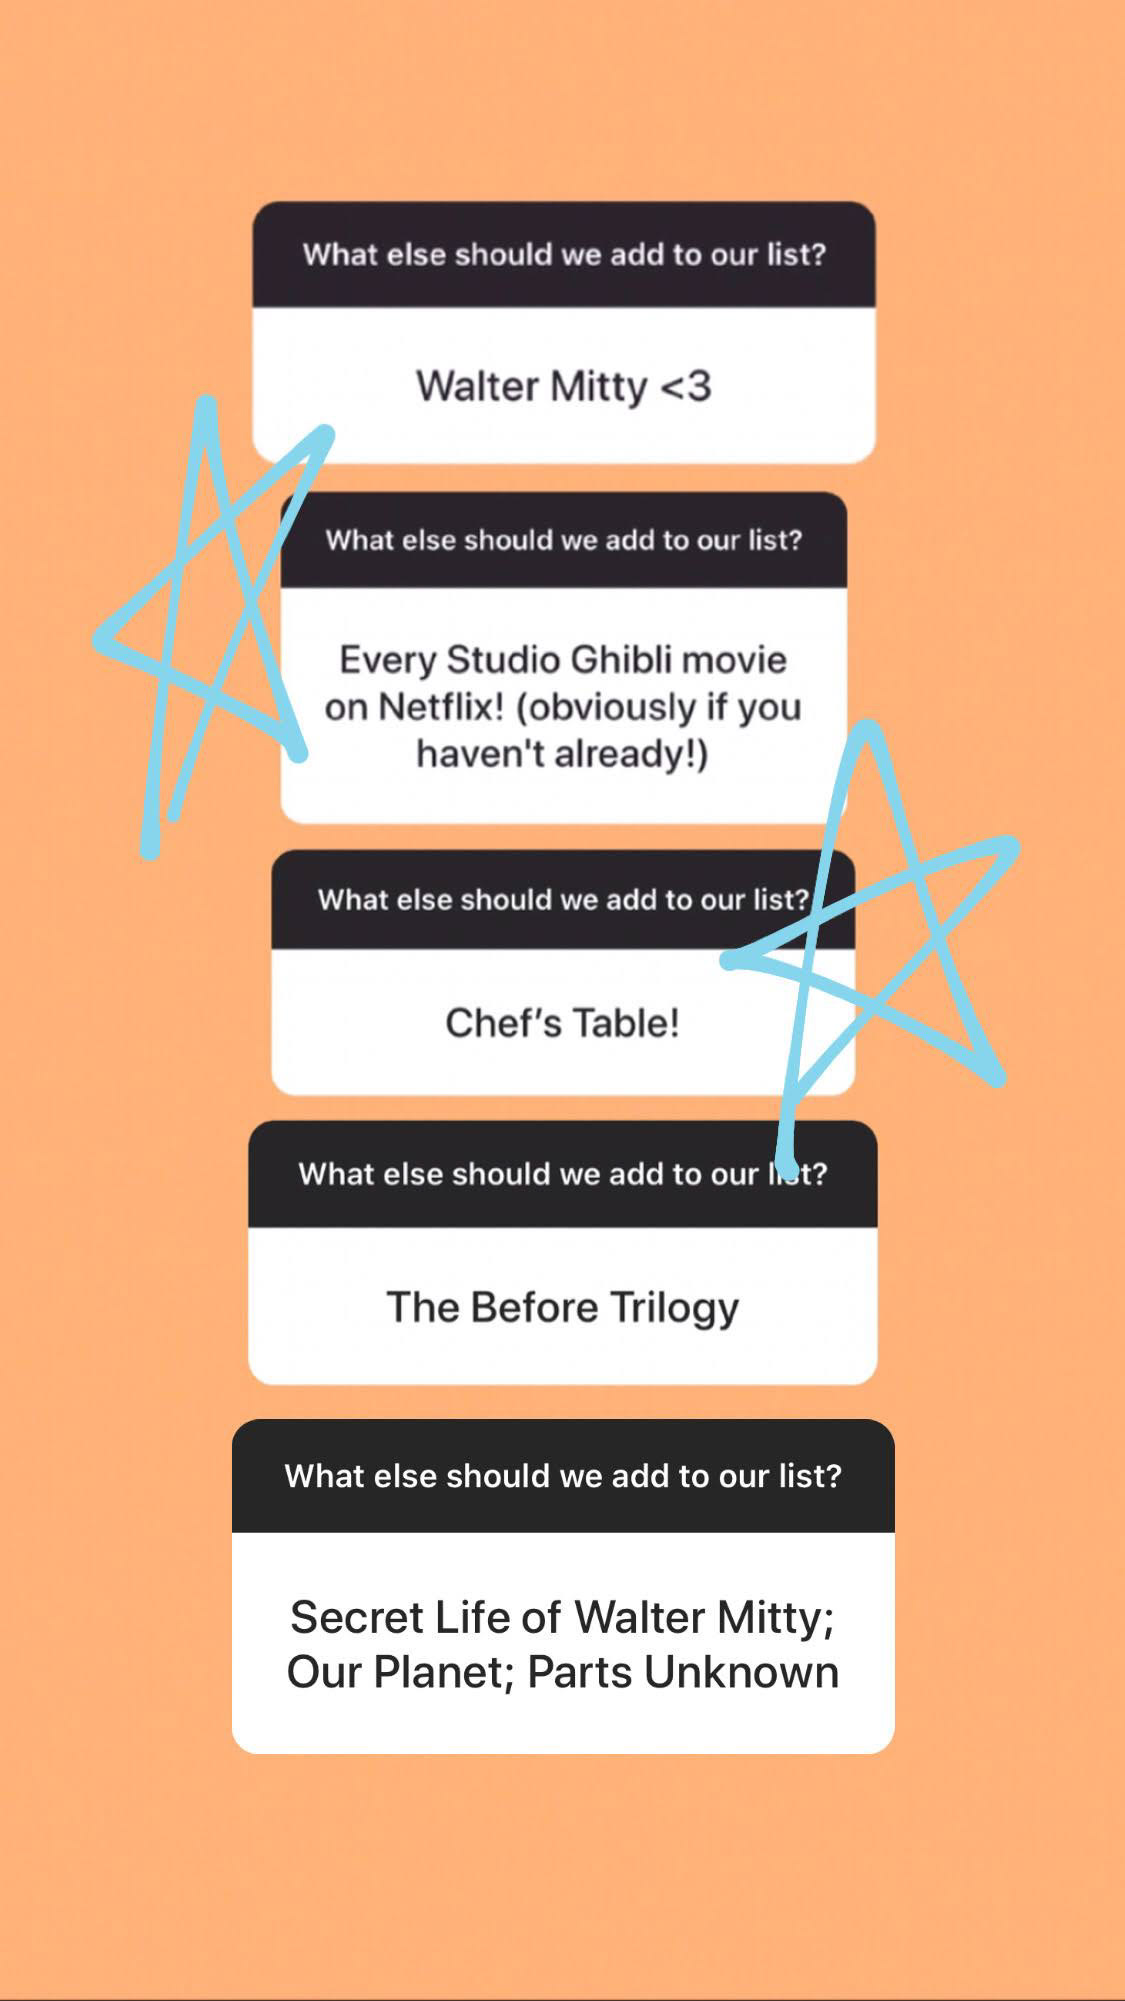 What else should we add to our list?
Walter Mitty <3
What else should we add to our list?
Every Studio Ghibli movie
on Netflix! (obviously if you
haven't already!)
What else should we add to our list?
Chef’s Table!
What else should we add to our list?
The Before Trilogy
What else should we add to our list?
Secret Life of Walter Mitty;
Our Planet; Parts Unknown